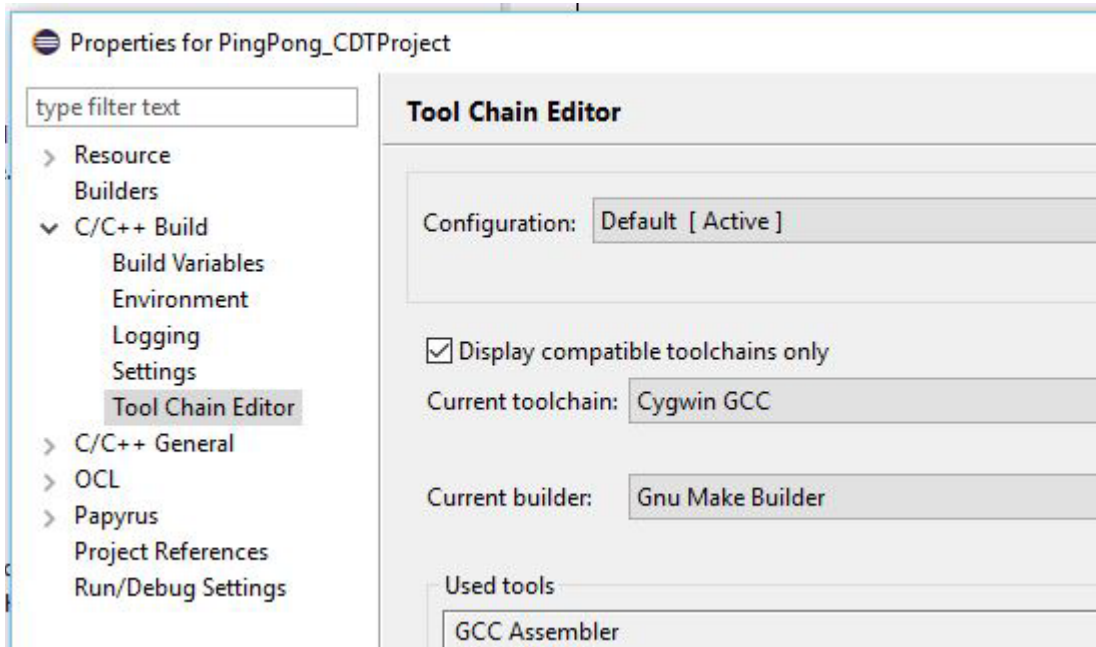 Properties for PingPong_CDTProject
type filter text
Resource
Builders
C/C++ Build
Build Variables
Environment
Logging
Settings
Tool Chain Editor
C/C++ General
OCL
Papyrus
Project References
Run/Debug Settings
Tool Chain Editor
Configuration: Default [ Active ]
Display compatible toolchains only
Current toolchain: Cygwin GCC
Current builder: Gnu Make Builder
Used tools
GCC Assembler